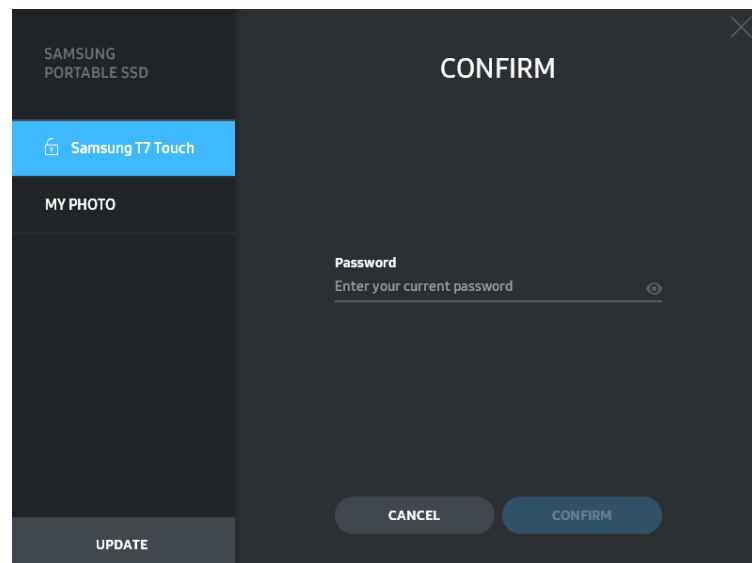 SAMSUNG
PORTABLE SSD
Samsung T7 Touch
MY PHOTO
UPDATE
CONFIRM
Password
Enter your current password
CANCEL
CONFIRM